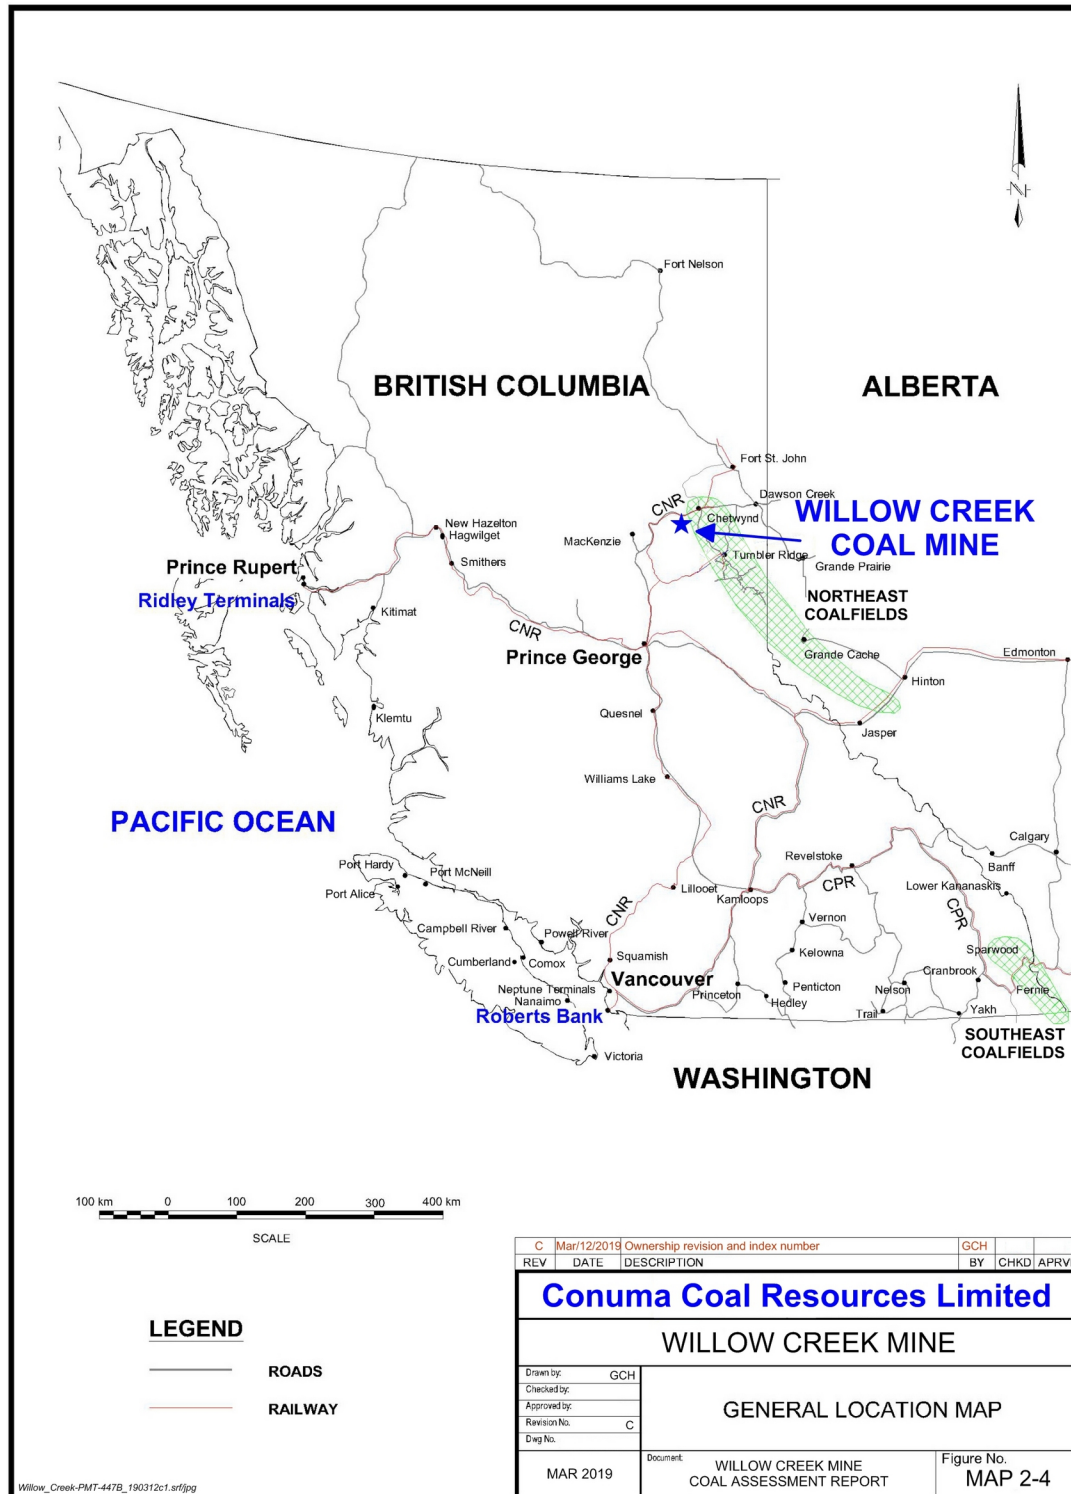 N
Fort Nelson
BRITISH COLUMBIA
ALBERTA
Fort St. John
Dawson Creek
CNR
Chetwynd
WILLOW CREEK
COAL MINE
New Hazelton
Hagwilget
MacKenzie
Smithers
Tumbler Ridge
Grande Prairie
Prince Rupert
Ridley Terminals
Kitimat
NORTHEAST
COALFIELDS
CNR
Prince George
Grande Cache
Edmonton
Hinton
Klemtu
Quesnel
Jasper
Williams Lake
PACIFIC OCEAN
CNR
Calgary
Port Hardy
Port McNeill
Revelstoke
Banff
Port Alice
Lillooet
Kamloops
CPR
Lower Kananaskis
CNR
CPR
Campbell River
Powell River
Vernon
Sparwood
Cumberland
Comox
Squamish
Kelowna
Vancouver
Cranbrook
Neptune Terminals
Princeton
Penticton
Nelson
Fernie
Nanaimo
Hedley
Roberts Bank
Trail
Yakh
SOUTHEAST
COALFIELDS
Victoria
WASHINGTON
100 km 0 100 200 300 400 km
SCALE
LEGEND
ROADS
RAILWAY
C Mar/12/2019 Ownership revision and index number GCH
REV DATE DESCRIPTION BY CHKD APRV
Conuma Coal Resources Limited
WILLOW CREEK MINE
Drawn by: GCH
Checked by:
Approved by:
Revision No. C
Dwg No.
GENERAL LOCATION MAP
MAR 2019
Document: WILLOW CREEK MINE
COAL ASSESSMENT REPORT
Figure No.
MAP 2-4
Willow_Creek-PMT-447B_190312c1.srf/jpg